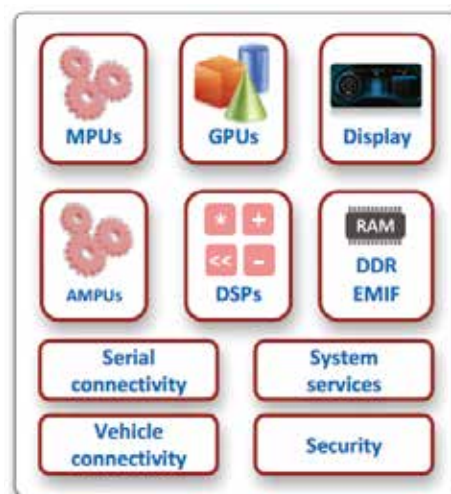 MPUs
GPUs
Display
AMPUs
* +
<< -
DSPs
RAM
DDR
EMIF
Serial
connectivity
System
services
Vehicle
connectivity
Security